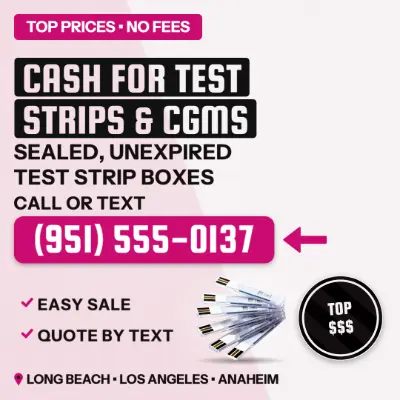 TOP PRICES • NO FEES
CASH FOR TEST
STRIPS & CGMS
SEALED, UNEXPIRED
TEST STRIP BOXES
CALL OR TEXT
(951) 555-0137
EASY SALE
QUOTE BY TEXT
TOP
$$$
LONG BEACH • LOS ANGELES • ANAHEIM